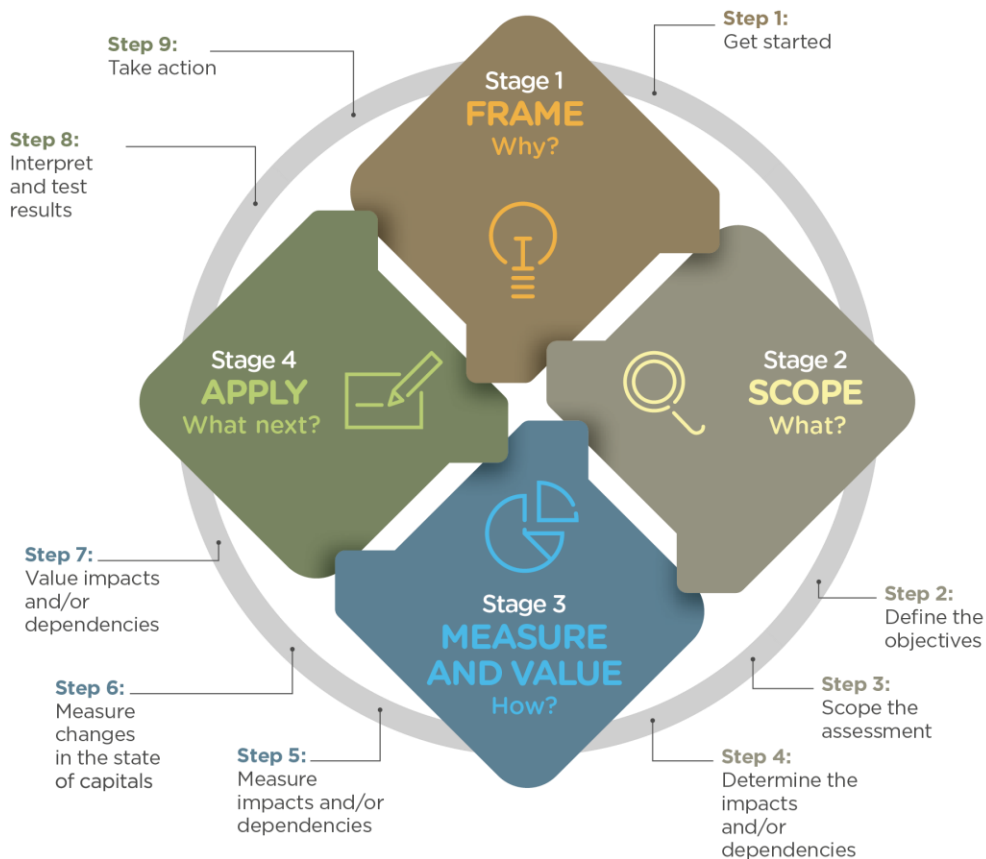 Stage 1
FRAME
Why?
Step 1:
Get started
Stage 2
SCOPE
What?
Step 2:
Define the
objectives
Step 3:
Scope the
assessment
Step 4:
Determine the
impacts
and/or
dependencies
Stage 3
MEASURE
AND VALUE
How?
Step 5:
Measure
impacts and/or
dependencies
Step 6:
Measure
changes
in the state
of capitals
Step 7:
Value impacts
and/or
dependencies
Stage 4
APPLY
What next?
Step 8:
Interpret
and test
results
Step 9:
Take action